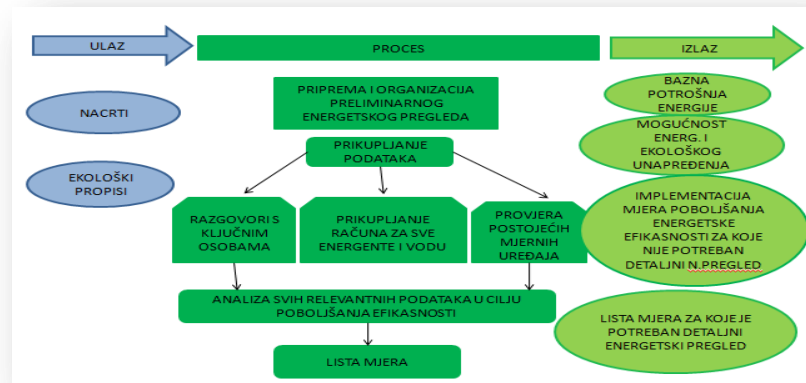 ULAZ
PROCES
IZLAZ
NACRTI
EKOLOŠKI
PROPISI
PRIPREMA I ORGANIZACIJA
PRELIMINARNOG
ENERGETSKOG PREGLEDA
PRIKUPLJANJE
PODATAKA
RAZGOVORI S
KLJUČNIM
OSOBAMA
PRIKUPLJANJE
RAČUNA ZA SVE
ENERGENTE I VODU
PROVJERA
POSTOJEĆIH
MJERNIH
UREĐAJA
ANALIZA SVIH RELEVANTNIH PODATAKA U CILJU
POBOLJŠANJA EFIKASNOSTI
LISTA MJERA
BAZNA
POTROŠNJA
ENERGIJE
MOGUĆNOST
ENERG. I
EKOLOŠKOG
UNAPREĐENJA
IMPLEMENTACIJA
MJERA POBOLJŠANJA
ENERGETSKE
EFIKASNOSTI ZA KOJE
NIJE POTREBAN
DETALJNI N.PREGLED
LISTA MJERA ZA KOJE JE
POTREBAN DETALJNI
ENERGETSKI PREGLED